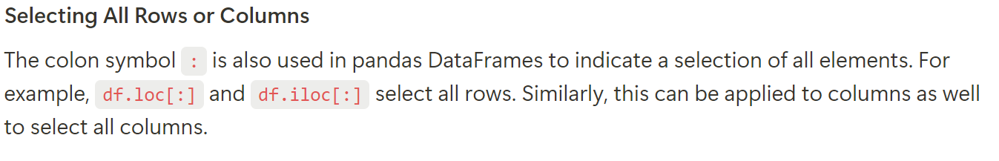 Selecting All Rows or Columns
The colon symbol : is also used in pandas DataFrames to indicate a selection of all elements. For
example, df.loc[:] and df.iloc[:] select all rows. Similarly, this can be applied to columns as well
to select all columns.